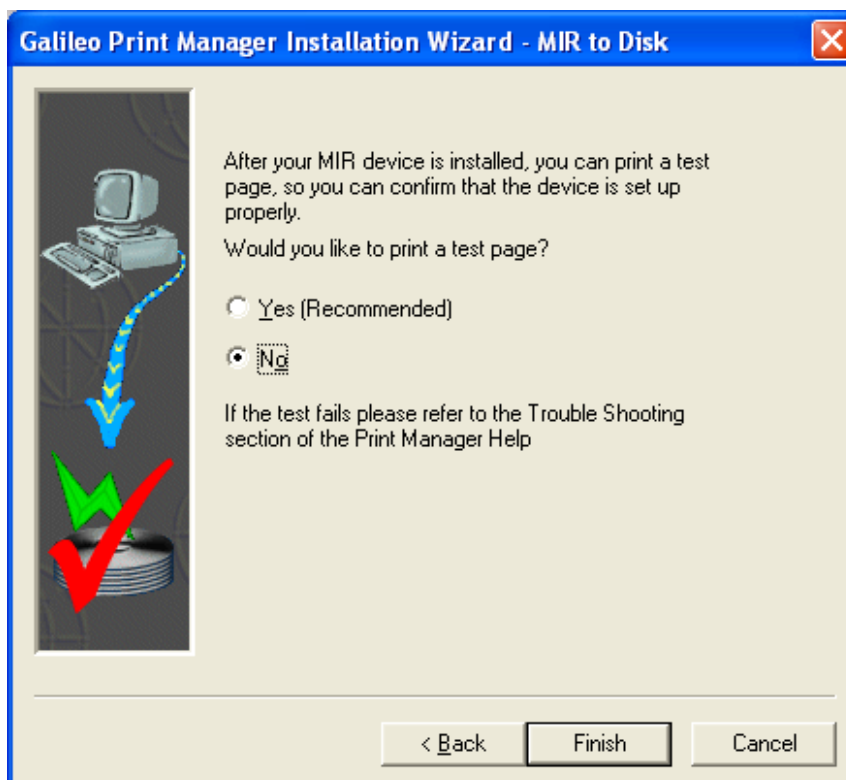 Galileo Print Manager Installation Wizard - MIR to Disk
After your MIR device is installed, you can print a test
page, so you can confirm that the device is set up
properly.
Would you like to print a test page?
Yes (Recommended)
No
If the test fails please refer to the Trouble Shooting
section of the Print Manager Help
< Back
Finish
Cancel